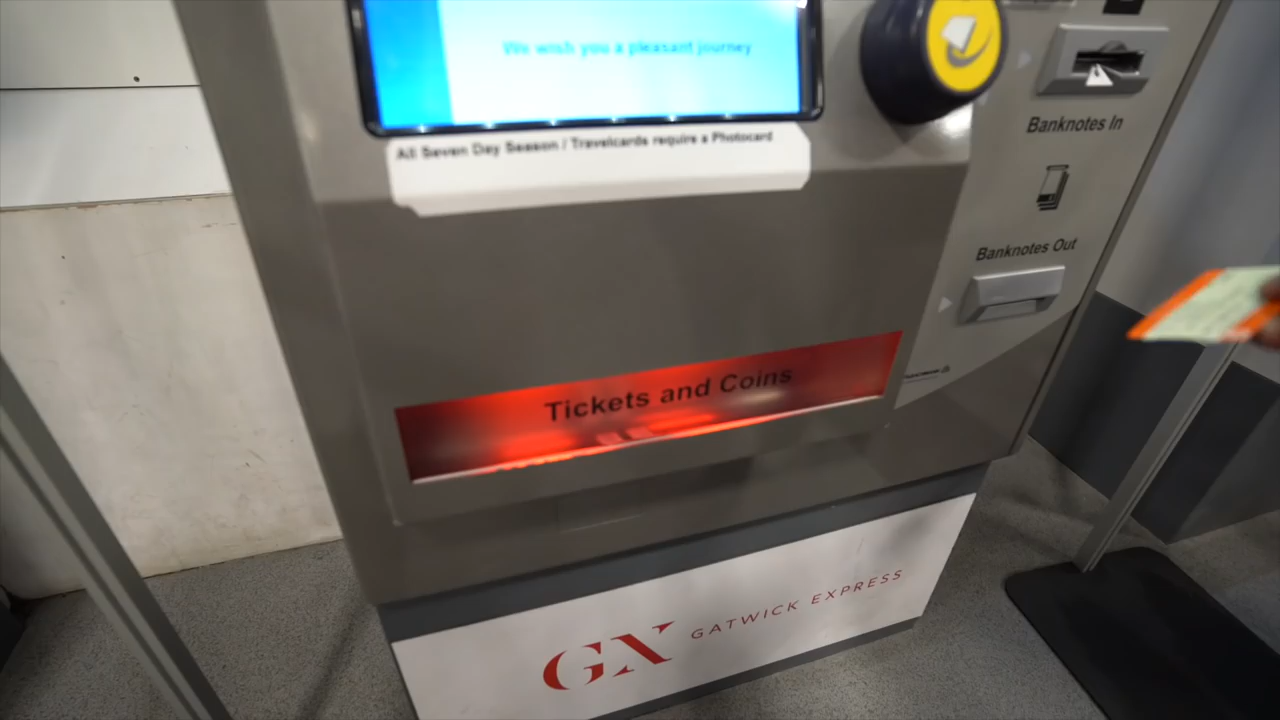 We wish you a pleasant journey
All Seven Day Season / Travelcards require a Photocard
Banknotes In
Banknotes Out
Tickets and Coins
GX GATWICK EXPRESS